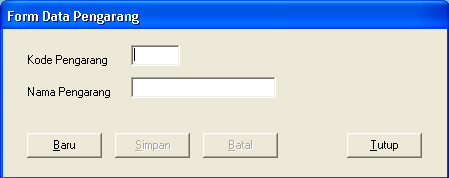 Form Data Pengarang
Kode Pengarang
Nama Pengarang
Baru Simpan Batal Tutup